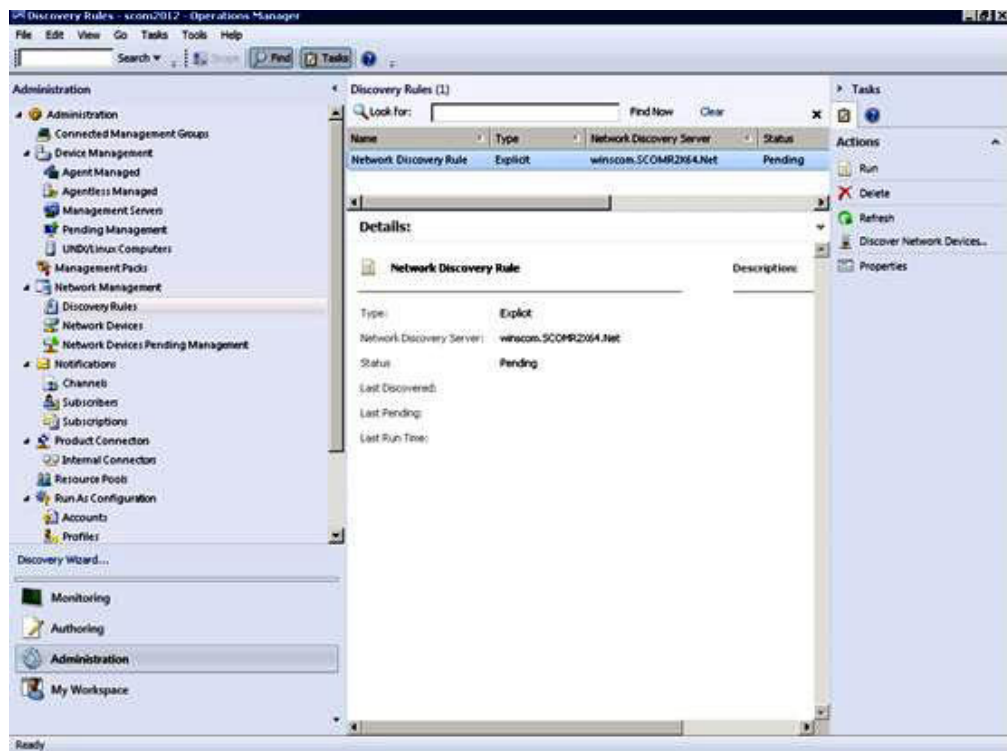 Discovery Rules - scom2012 - Operations Manager
File Edit View Go Tasks Tools Help
Search Find Tasks
Administration
Administration
Connected Management Groups
Device Management
Agent Managed
Agentless Managed
Management Servers
Pending Management
UNIX/Linux Computers
Management Packs
Network Management
Discovery Rules
Network Devices
Network Devices Pending Management
Notifications
Channels
Subscribers
Subscriptions
Product Connectors
Internal Connectors
Resource Pools
Run As Configuration
Accounts
Profiles
Discovery Wizard...
Monitoring
Authoring
Administration
My Workspace
Discovery Rules (1)
Look for: Find Now Clear
Name Type Network Discovery Server Status
Network Discovery Rule Explicit winscom.SCOMR2X64.Net Pending
Details:
Network Discovery Rule Description:
Type: Explicit
Network Discovery Server: winscom.SCOMR2X64.Net
Status Pending
Last Discovered:
Last Pending:
Last Run Time:
Tasks
Actions
Run
Delete
Refresh
Discover Network Devices...
Properties
Ready